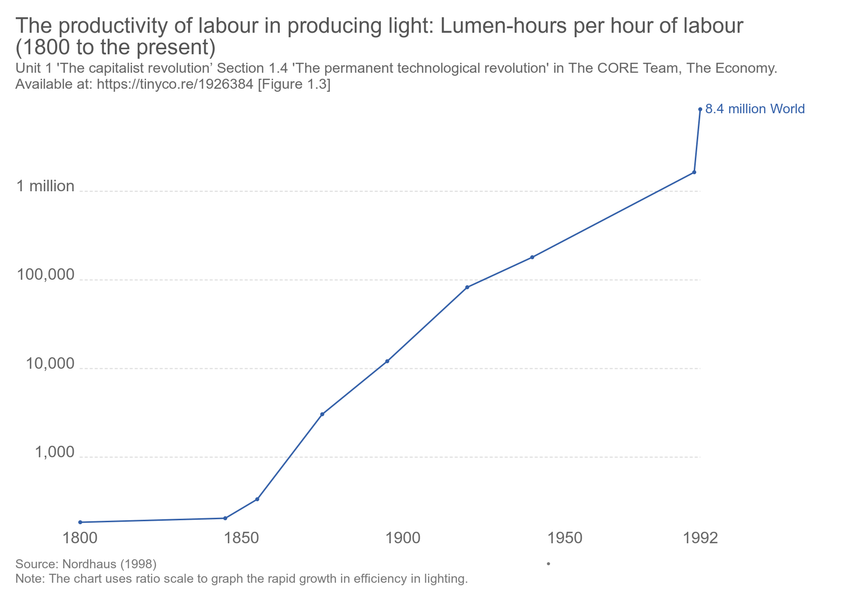 The productivity of labour in producing light: Lumen-hours per hour of labour
(1800 to the present)
Unit 1 'The capitalist revolution' Section 1.4 'The permanent technological revolution' in The CORE Team, The Economy.
Available at: https://tinyco.re/1926384 [Figure 1.3]
8.4 million World
1 million
100,000
10,000
1,000
1800 1850 1900 1950 1992
Source: Nordhaus (1998)
Note: The chart uses ratio scale to graph the rapid growth in efficiency in lighting.